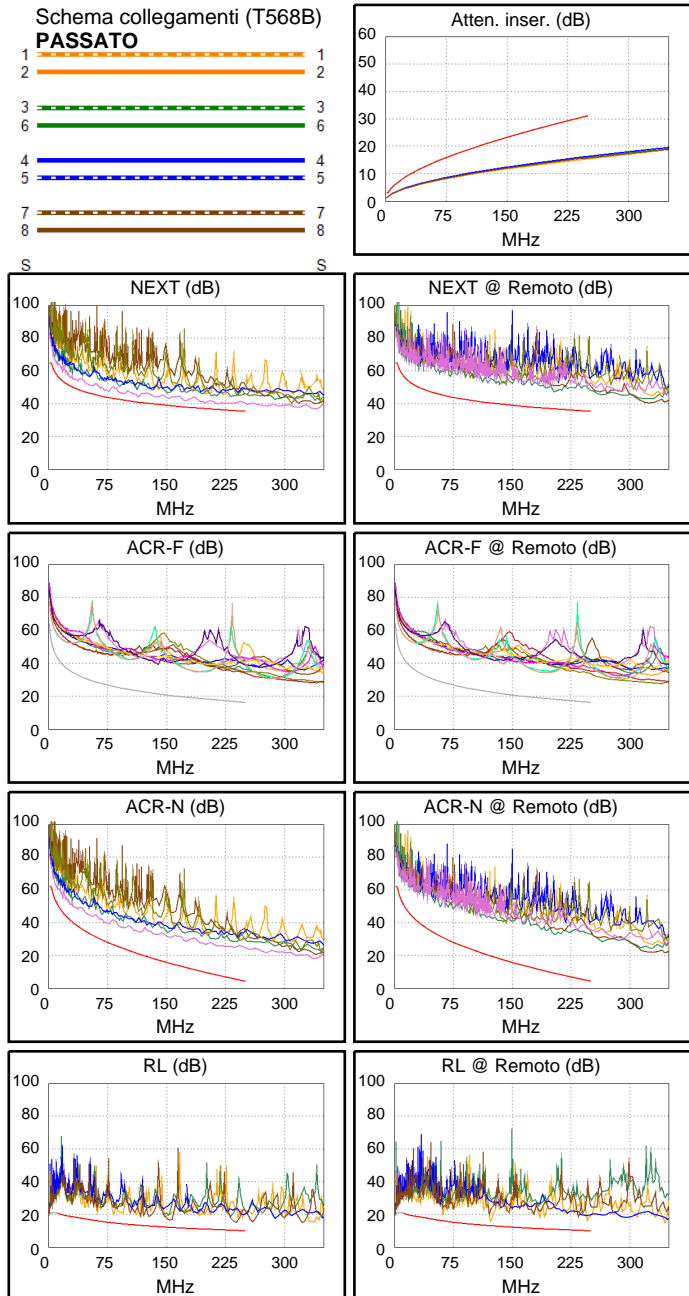 Schema collegamenti (T568B)
PASSATO
1 1
2 2
3 3
6 6
4 4
5 5
7 7
8 8
S S
Atten. inser. (dB)
60
50
40
30
20
10
0
0 75 150 225 300
MHz
NEXT (dB)
100
80
60
40
20
0
0 75 150 225 300
MHz
NEXT @ Remoto (dB)
100
80
60
40
20
0
0 75 150 225 300
MHz
ACR-F (dB)
100
80
60
40
20
0
0 75 150 225 300
MHz
ACR-F @ Remoto (dB)
100
80
60
40
20
0
0 75 150 225 300
MHz
ACR-N (dB)
100
80
60
40
20
0
0 75 150 225 300
MHz
ACR-N @ Remoto (dB)
100
80
60
40
20
0
0 75 150 225 300
MHz
RL (dB)
100
80
60
40
20
0
0 75 150 225 300
MHz
RL @ Remoto (dB)
100
80
60
40
20
0
0 75 150 225 300
MHz